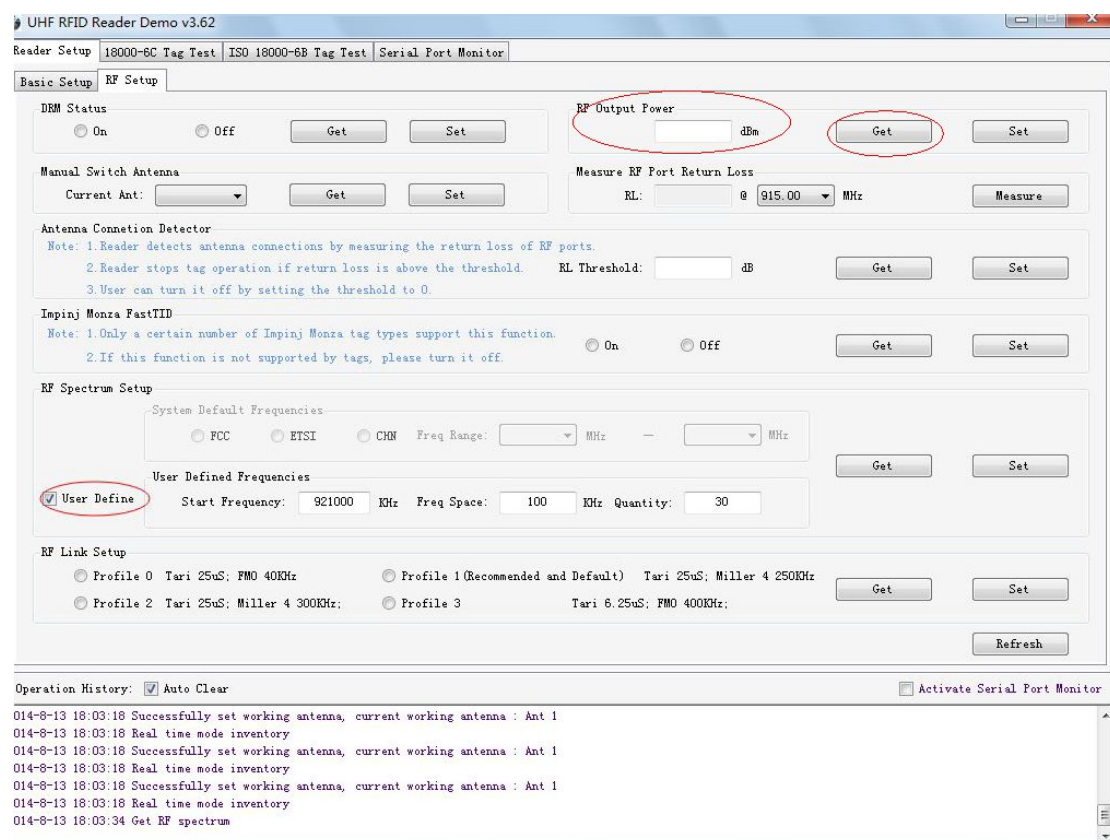 UHF RFID Reader Demo v3.62
Reader Setup 18000-6C Tag Test ISO 18000-6B Tag Test Serial Port Monitor
Basic Setup RF Setup
DRM Status
On Off Get Set
RF Output Power
dBm Get Set
Manual Switch Antenna
Current Ant: Get Set
Measure RF Port Return Loss
RL: @ 915.00 MHz Measure
Antenna Connetion Detector
Note: 1.Reader detects antenna connections by measuring the return loss of RF ports.
2.Reader stops tag operation if return loss is above the threshold. RL Threshold: dB Get Set
3.User can turn it off by setting the threshold to 0.
Impinj Monza FastTID
Note: 1.Only a certain number of Impinj Monza tag types support this function.
On Off Get Set
2.If this function is not supported by tags, please turn it off.
RF Spectrum Setup
System Default Frequencies
FCC ETSI CHN Freq Range: MHz — MHz
Get Set
User Defined Frequencies
User Define Start Frequency: 921000 KHz Freq Space: 100 KHz Quantity: 30
RF Link Setup
Profile 0 Tari 25uS; FM0 40KHz Profile 1(Recommended and Default) Tari 25uS; Miller 4 250KHz
Get Set
Profile 2 Tari 25uS; Miller 4 300KHz; Profile 3 Tari 6.25uS; FM0 400KHz;
Refresh
Operation History: Auto Clear Activate Serial Port Monitor
014-8-13 18:03:18 Successfully set working antenna, current working antenna : Ant 1
014-8-13 18:03:18 Real time mode inventory
014-8-13 18:03:18 Successfully set working antenna, current working antenna : Ant 1
014-8-13 18:03:18 Real time mode inventory
014-8-13 18:03:18 Successfully set working antenna, current working antenna : Ant 1
014-8-13 18:03:18 Real time mode inventory
014-8-13 18:03:34 Get RF spectrum